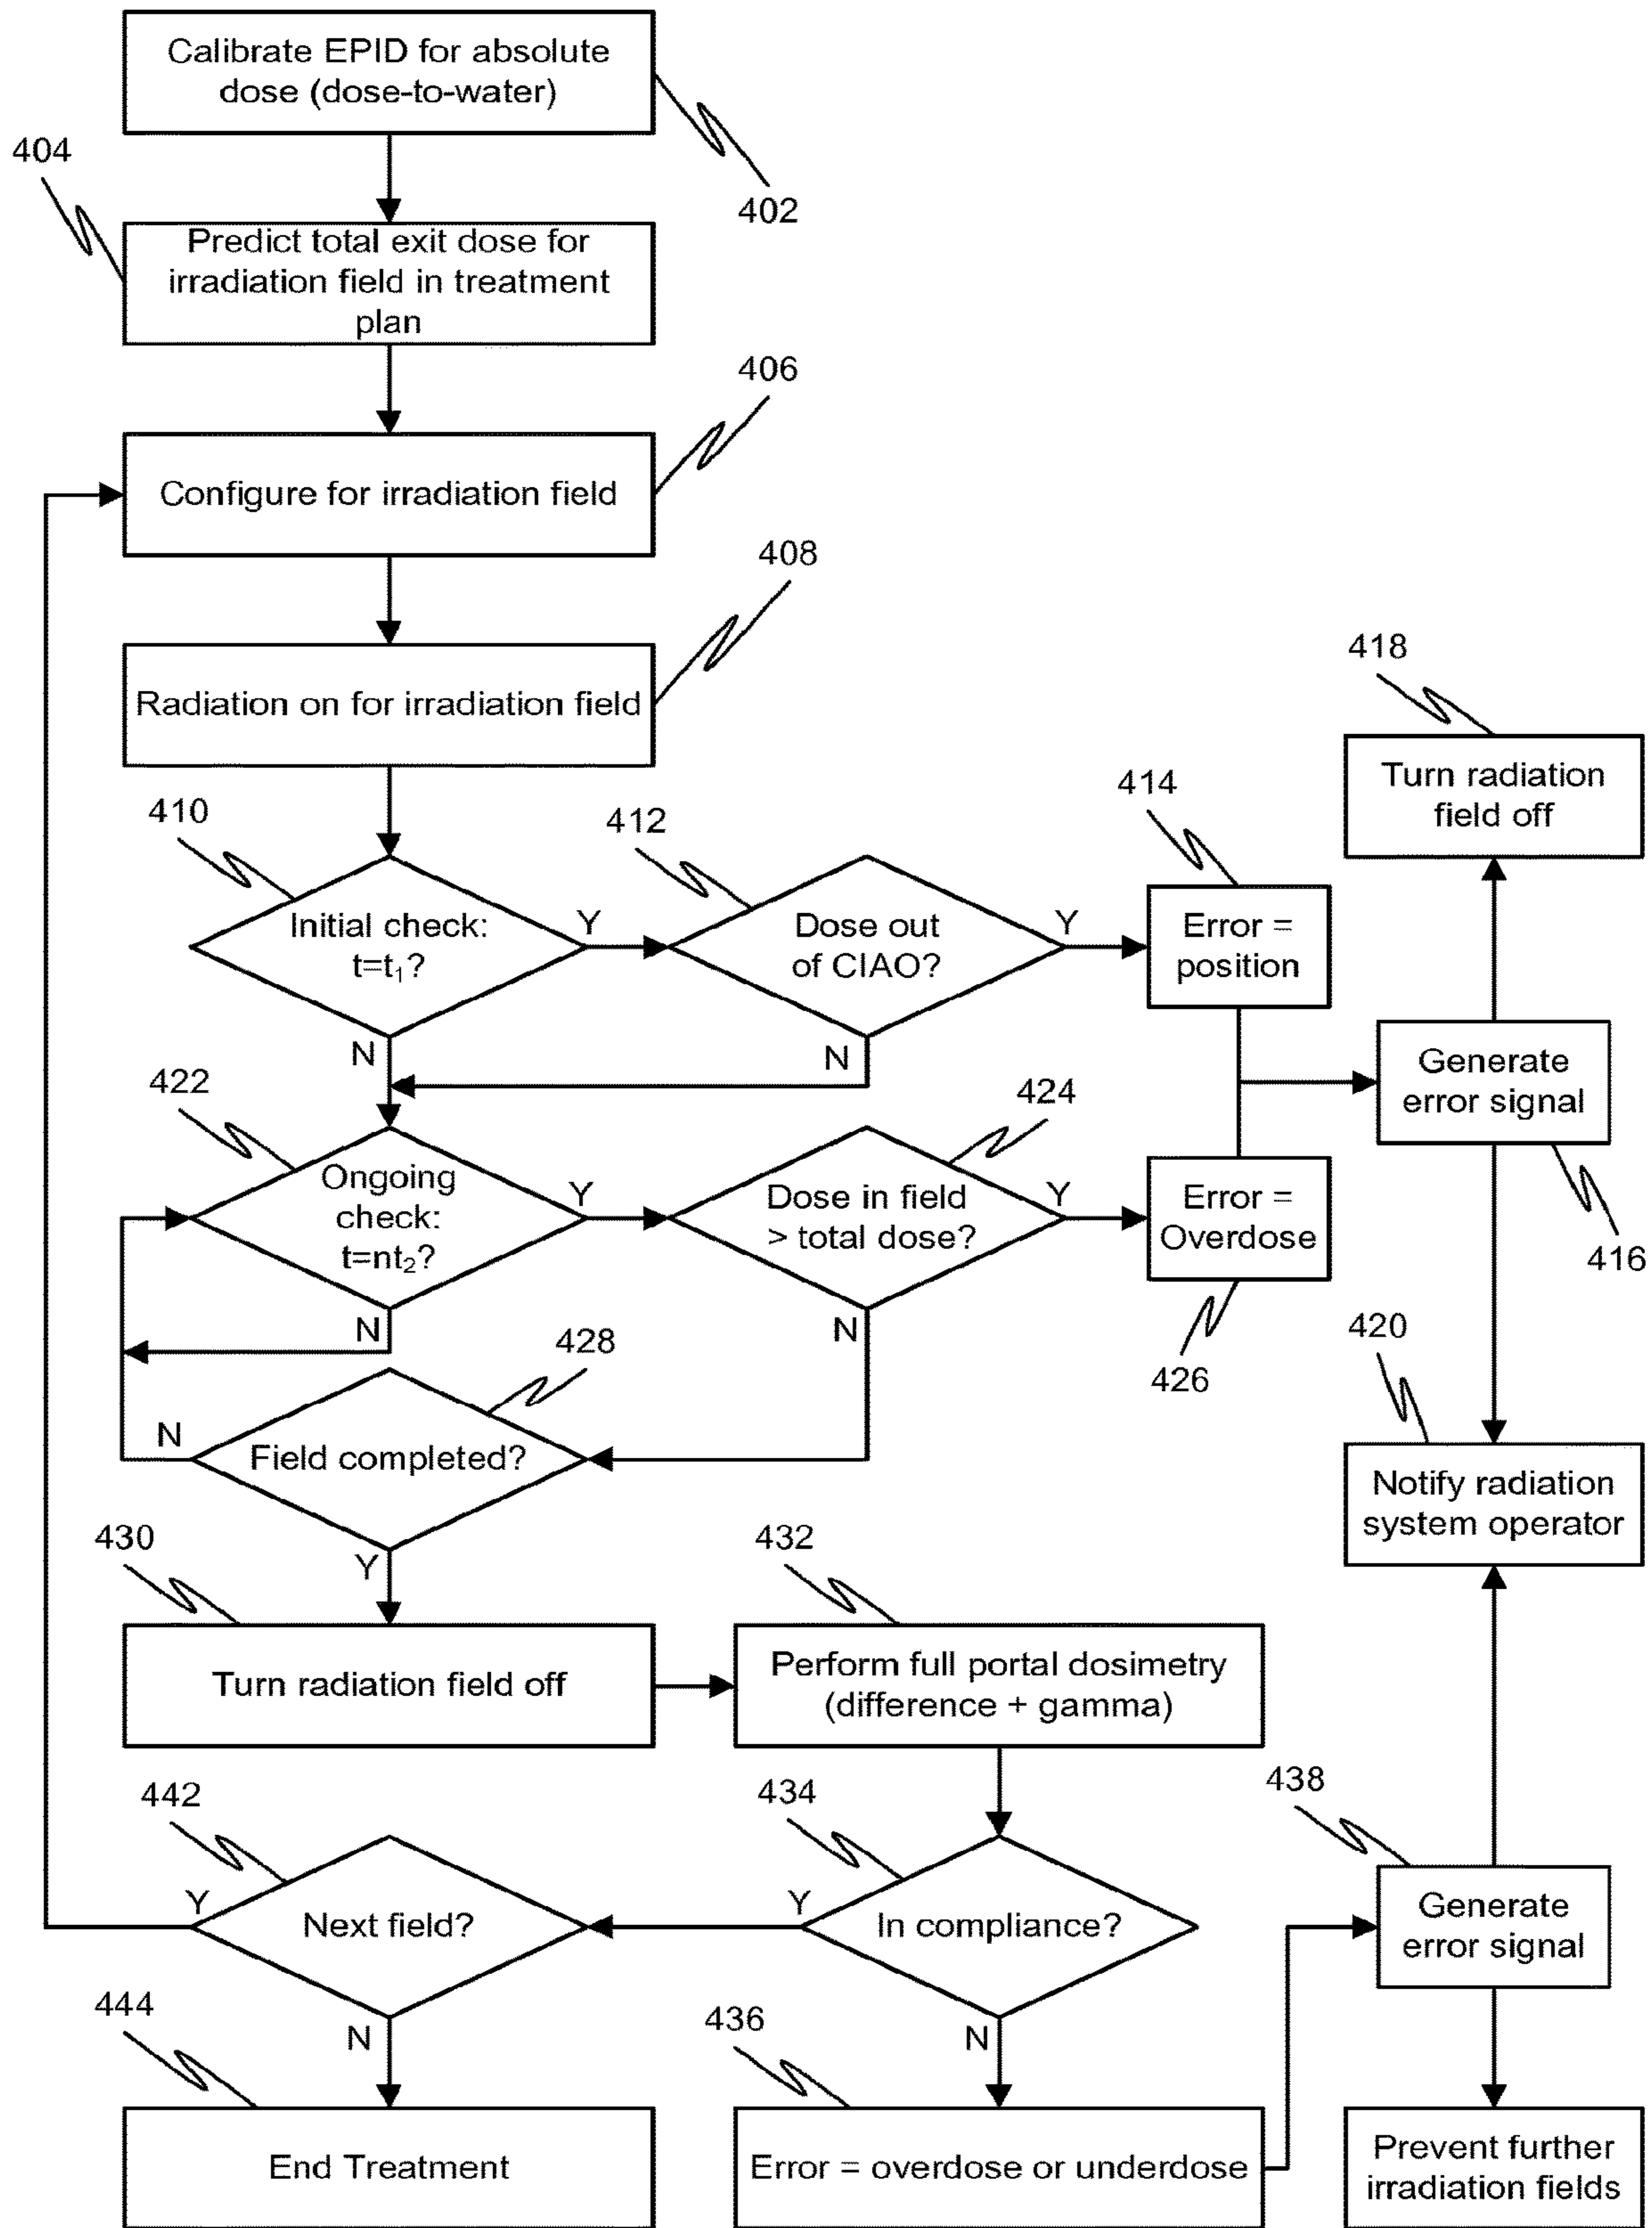 Calibrate EPID for absolute
dose (dose-to-water)
404
402
Predict total exit dose for
irradiation field in treatment
plan
406
Configure for irradiation field
408
Radiation on for irradiation field
418
Turn radiation
field off
410
412
414
Initial check:
t=t₁?
Y
Dose out
of CIAO?
Y
Error =
position
N
N
Generate
error signal
416
422
424
Ongoing
check:
t=nt₂?
Y
Dose in field
> total dose?
Y
Error =
Overdose
426
N
N
420
428
Notify radiation
system operator
N
Field completed?
Y
430
432
Turn radiation field off
Perform full portal dosimetry
(difference + gamma)
442
434
438
Y
Next field?
Y
In compliance?
Generate
error signal
N
N
444
436
End Treatment
Error = overdose or underdose
Prevent further
irradiation fields